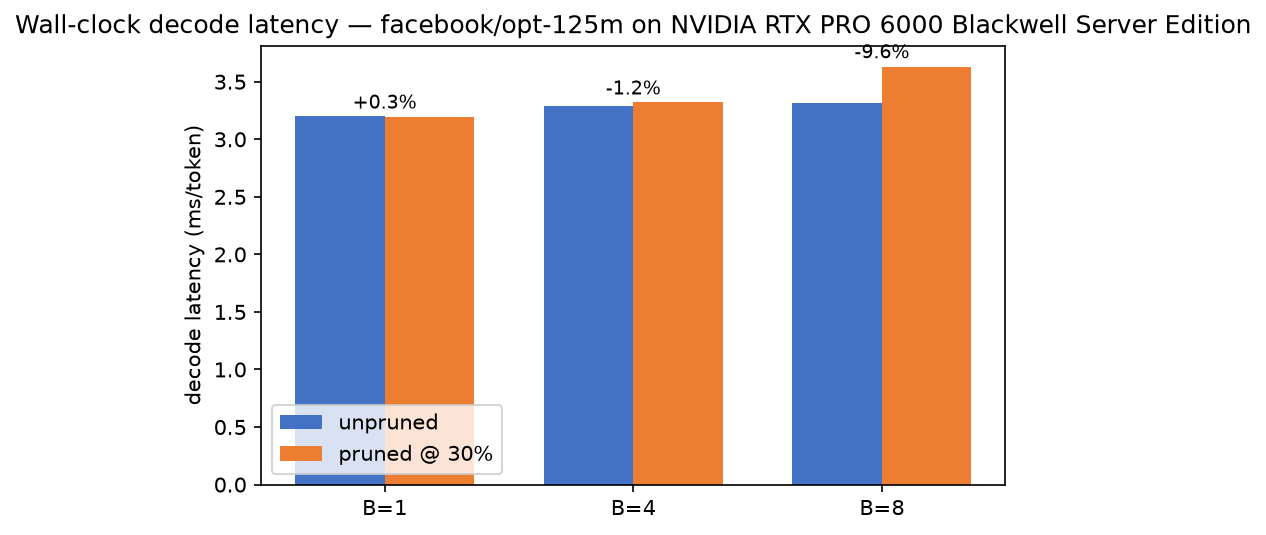 Wall-clock decode latency — facebook/opt-125m on NVIDIA RTX PRO 6000 Blackwell Server Edition
-9.6%
-1.2%
+0.3%
3.5
3.0
2.5
2.0
1.5
1.0
0.5
0.0
decode latency (ms/token)
unpruned
pruned @ 30%
B=1
B=4
B=8